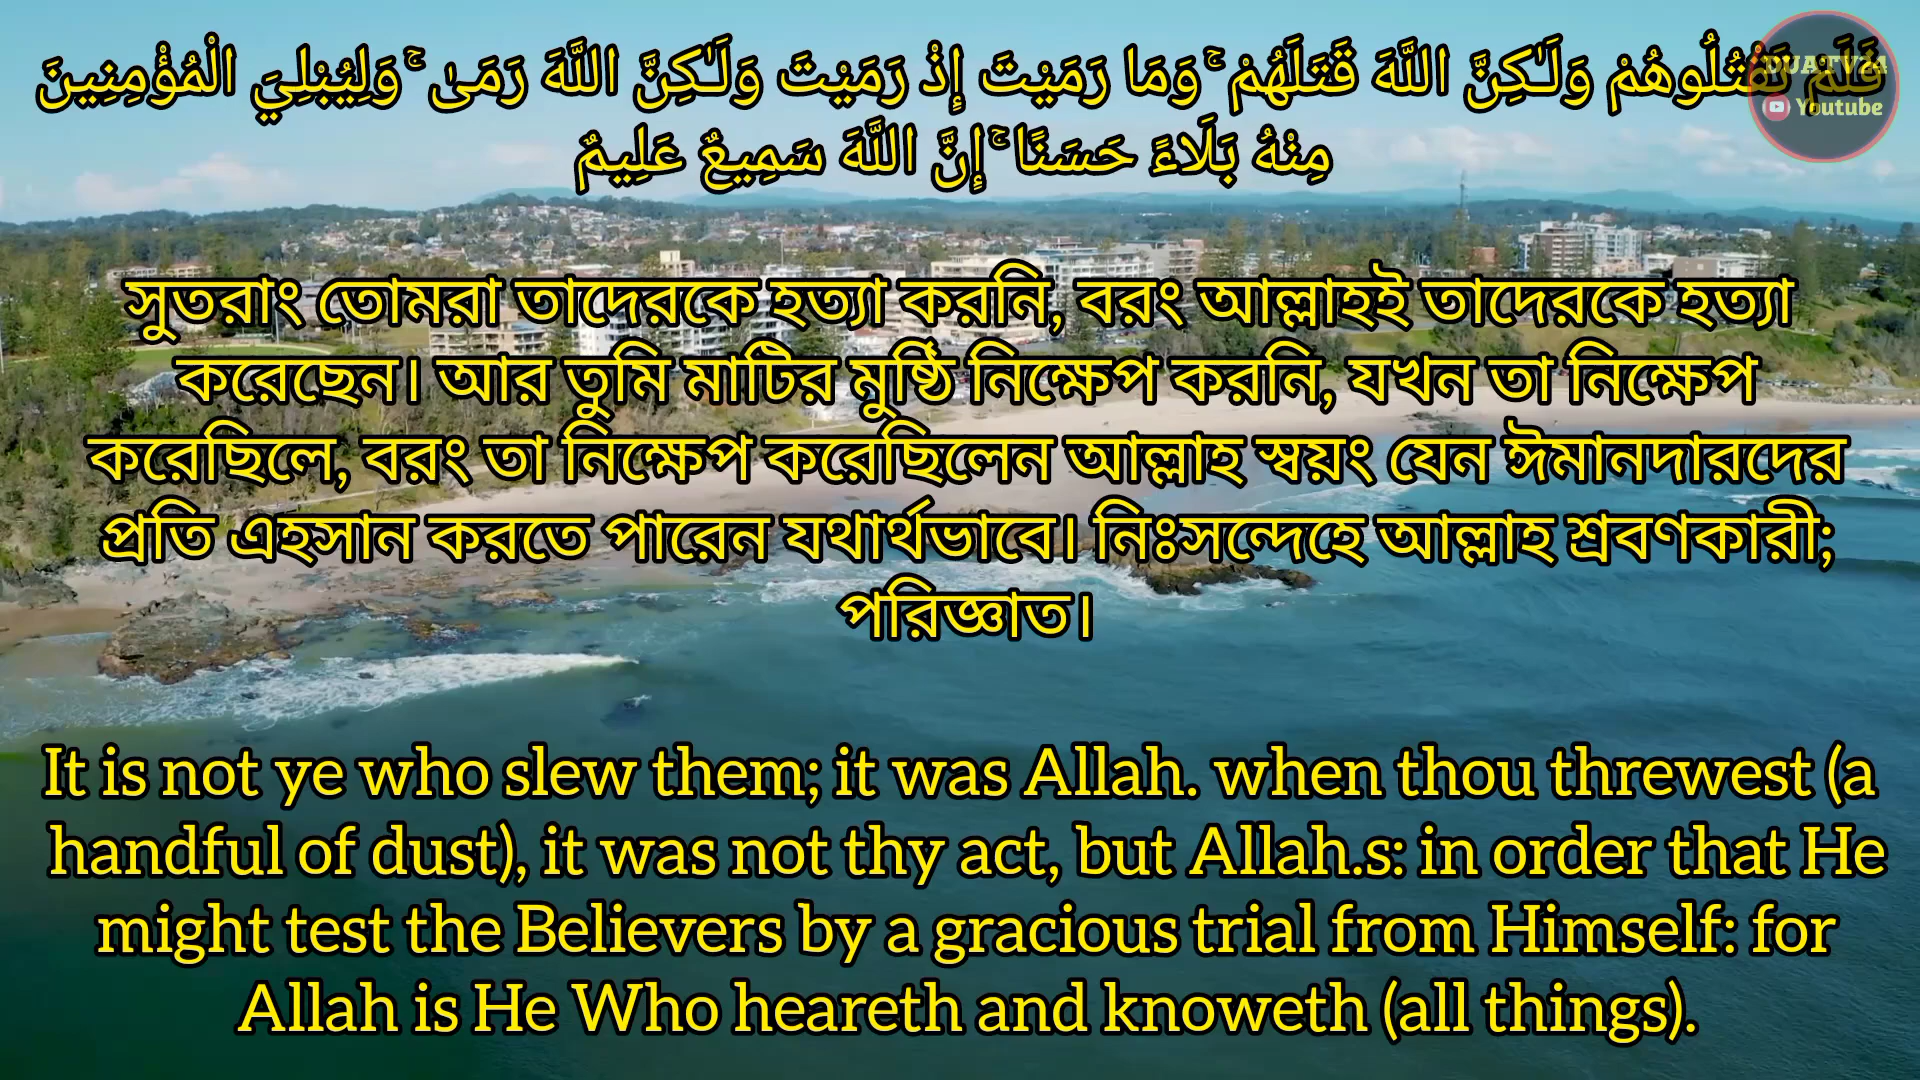 فَلَمْ تَقْتُلُوهُمْ وَلَـٰكِنَّ اللَّهَ قَتَلَهُمْ ۚ وَمَا رَمَيْتَ إِذْ رَمَيْتَ وَلَـٰكِنَّ اللَّهَ رَمَىٰ ۚ وَلِيُبْلِيَ الْمُؤْمِنِينَ
مِنْهُ بَلَاءً حَسَنًا ۚ إِنَّ اللَّهَ سَمِيعٌ عَلِيمٌ
DUA TV24
Youtube
সুতরাং তোমরা তাদেরকে হত্যা করনি, বরং আল্লাহই তাদেরকে হত্যা
করেছেন। আর তুমি মাটির মুষ্ঠি নিক্ষেপ করনি, যখন তা নিক্ষেপ
করেছিলে, বরং তা নিক্ষেপ করেছিলেন আল্লাহ স্বয়ং যেন ঈমানদারদের
প্রতি এহসান করতে পারেন যথার্থভাবে। নিঃসন্দেহে আল্লাহ শ্রবণকারী;
পরিজ্ঞাত।
It is not ye who slew them; it was Allah. when thou threwest (a
handful of dust), it was not thy act, but Allah.s: in order that He
might test the Believers by a gracious trial from Himself: for
Allah is He Who heareth and knoweth (all things).